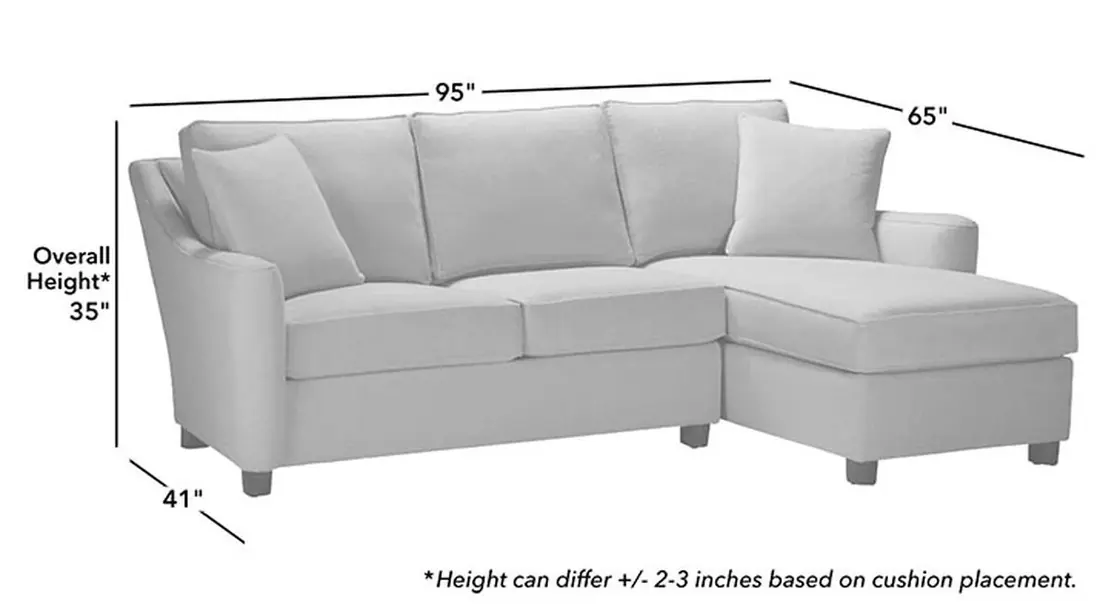 95"
65"
Overall
Height*
35"
41"
*Height can differ +/- 2-3 inches based on cushion placement.